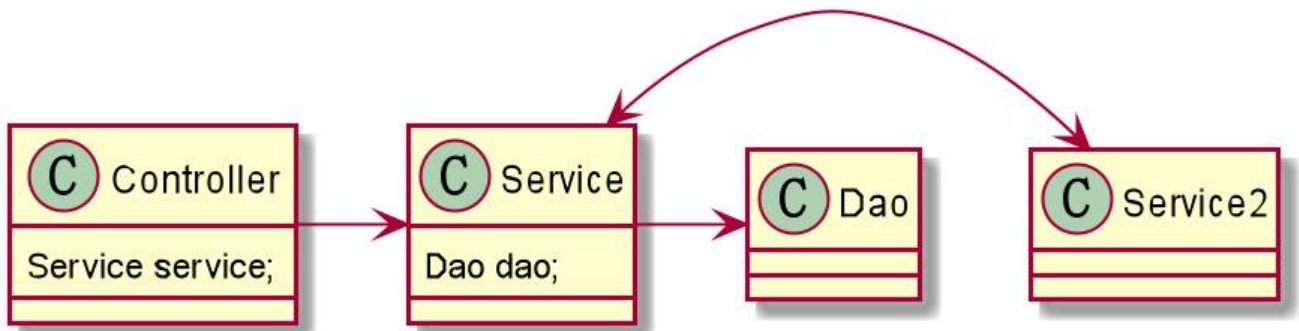 C Controller
Service service;
C Service
Dao dao;
C Dao
C Service2